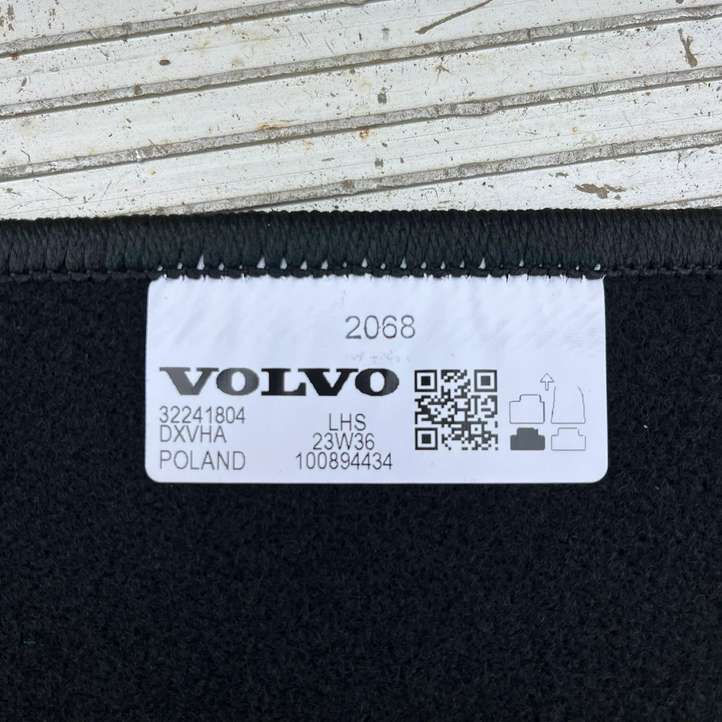 2068
VOLVO
32241804 LHS
DXVHA 23W36
POLAND 100894434